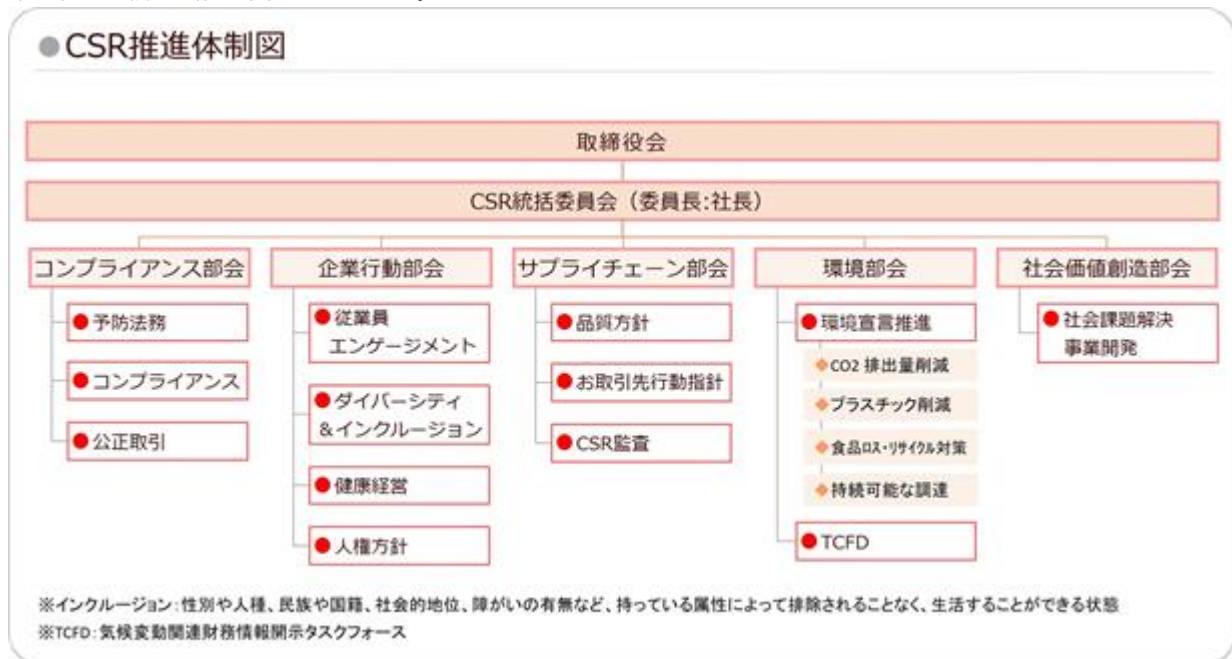 CSR推進体制図
取締役会
CSR統括委員会（委員長:社長）
コンプライアンス部会
予防法務
コンプライアンス
公正取引
企業行動部会
従業員
エンゲージメント
ダイバーシティ
＆インクルージョン
健康経営
人権方針
サプライチェーン部会
品質方針
お取引先行動指針
CSR監査
環境部会
環境宣言推進
CO2 排出量削減
プラスチック削減
食品ロス・リサイクル対策
持続可能な調達
TCFD
社会価値創造部会
社会課題解決
事業開発
※インクルージョン：性別や人種、民族や国籍、社会的地位、障がいの有無など、持っている属性によって排除されることなく、生活することができる状態
※TCFD：気候変動関連財務情報開示タスクフォース